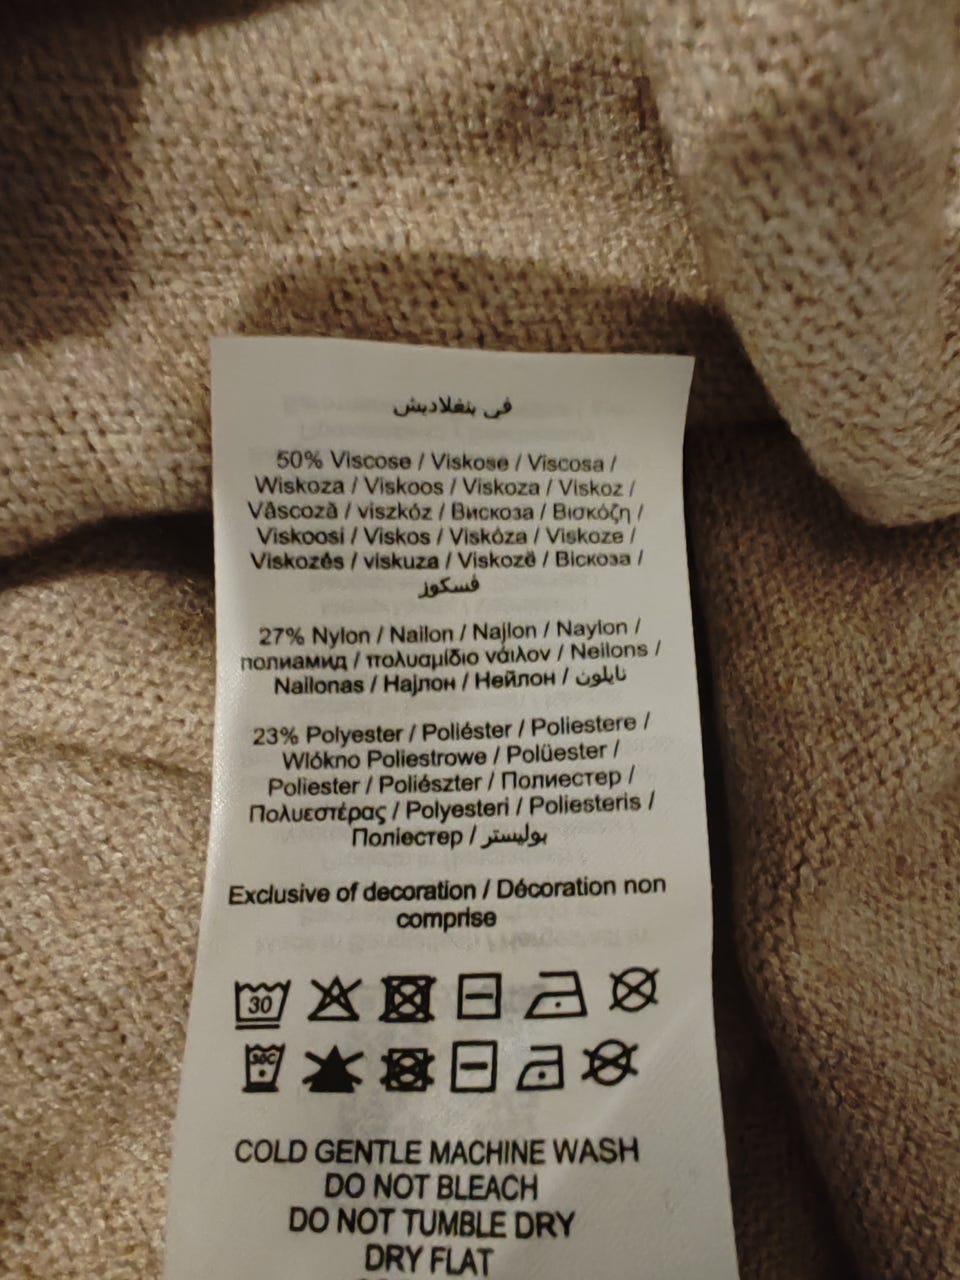 في بنغلاديش
50% Viscose / Viskose / Viscosa /
Wiskoza / Viskoos / Viskoza / Viskoz /
Vâscoză / viszkóz / Вискоза / Βισκόζη /
Viskoosi / Viskos / Viskóza / Viskoze /
Viskozės / viskuza / Viskozë / Віскоза /
فسكوز
27% Nylon / Nailon / Najlon / Naylon /
полиамид / πολυαμίδιο νάιλον / Neilons /
Nailonas / Најлон / Нейлон / نايلون
23% Polyester / Poliéster / Poliestere /
Wlókno Poliestrowe / Polüester /
Poliester / Poliészter / Полиестер /
Πολυεστέρας / Polyesteri / Poliesteris /
Поліестер / بوليستر
Exclusive of decoration / Décoration non
comprise
30
30C
COLD GENTLE MACHINE WASH
DO NOT BLEACH
DO NOT TUMBLE DRY
DRY FLAT